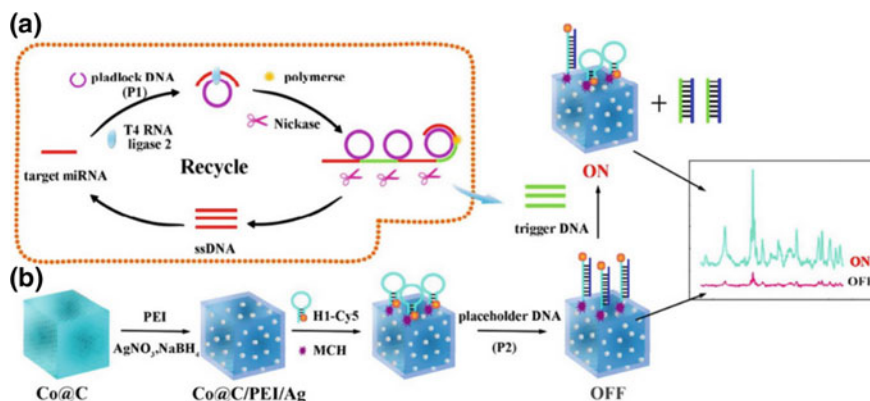 (a)
pladlock DNA
(P1)
polymerse
Nickase
T4 RNA
ligase 2
Recycle
target miRNA
ssDNA
trigger DNA
ON
+
ON
OFF
(b)
PEI
AgNO3,NaBH4
H1-Cy5
MCH
placeholder DNA
(P2)
Co@C
Co@C/PEI/Ag
OFF